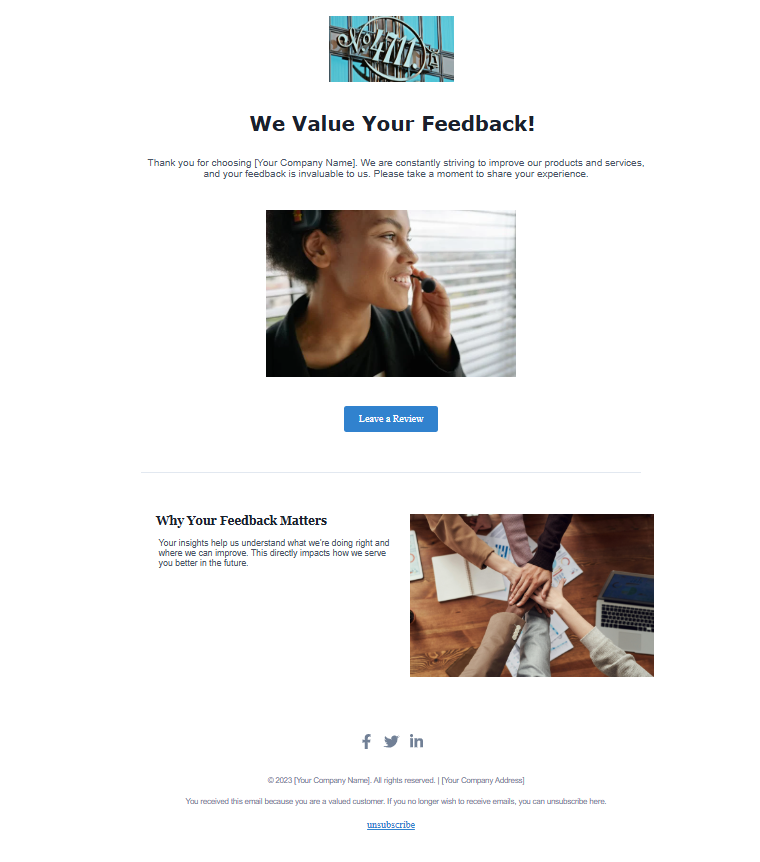 No. 4711.
We Value Your Feedback!
Thank you for choosing [Your Company Name]. We are constantly striving to improve our products and services,
and your feedback is invaluable to us. Please take a moment to share your experience.
Leave a Review
Why Your Feedback Matters
Your insights help us understand what we're doing right and
where we can improve. This directly impacts how we serve
you better in the future.
© 2023 [Your Company Name]. All rights reserved. | [Your Company Address]
You received this email because you are a valued customer. If you no longer wish to receive emails, you can unsubscribe here.
unsubscribe